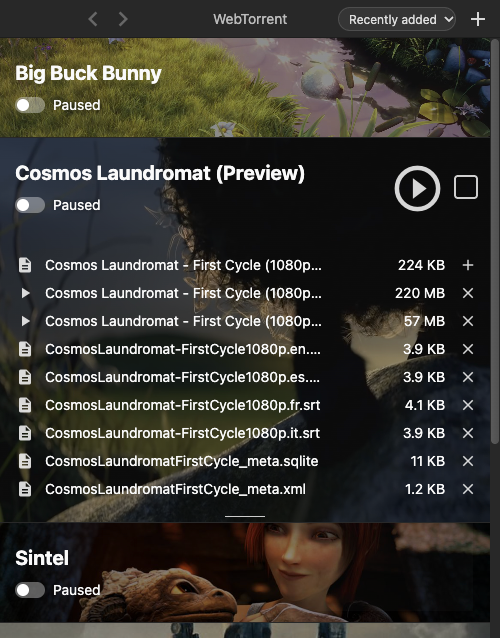 WebTorrent
Recently added
Big Buck Bunny
Paused
Cosmos Laundromat (Preview)
Paused
Cosmos Laundromat - First Cycle (1080p... 224 KB
Cosmos Laundromat - First Cycle (1080p... 220 MB
Cosmos Laundromat - First Cycle (1080p... 57 MB
CosmosLaundromat-FirstCycle1080p.en.... 3.9 KB
CosmosLaundromat-FirstCycle1080p.es.... 3.9 KB
CosmosLaundromat-FirstCycle1080p.fr.srt 4.1 KB
CosmosLaundromat-FirstCycle1080p.it.srt 3.9 KB
CosmosLaundromatFirstCycle_meta.sqlite 11 KB
CosmosLaundromatFirstCycle_meta.xml 1.2 KB
Sintel
Paused